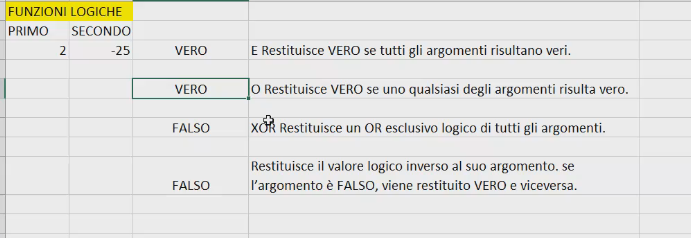 FUNZIONI LOGICHE
PRIMO SECONDO
2 -25 VERO E Restituisce VERO se tutti gli argomenti risultano veri.
VERO O Restituisce VERO se uno qualsiasi degli argomenti risulta vero.
FALSO XOR Restituisce un OR esclusivo logico di tutti gli argomenti.
Restituisce il valore logico inverso al suo argomento. se
FALSO l'argomento è FALSO, viene restituito VERO e viceversa.